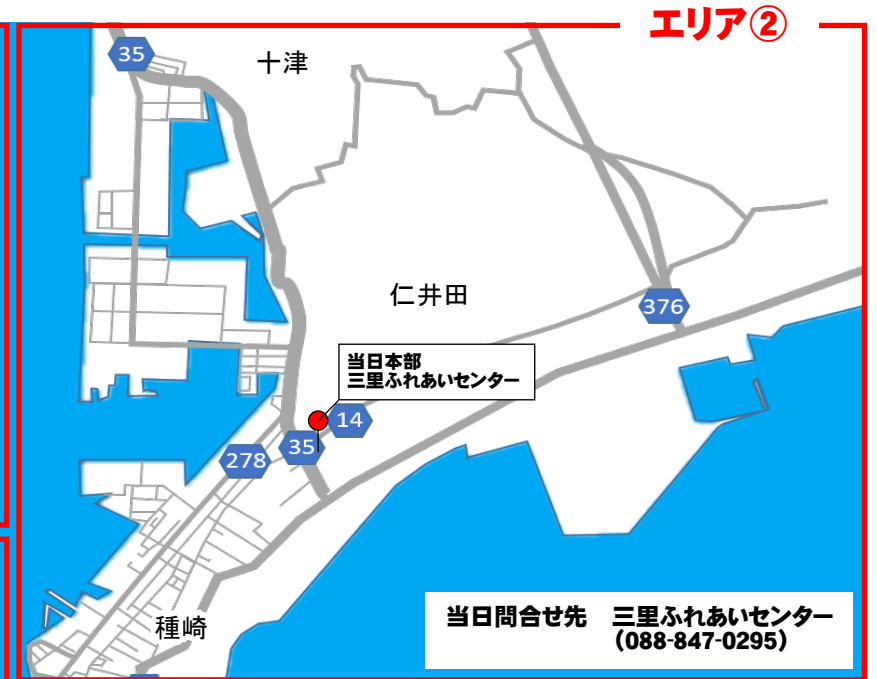 エリア②
35
十津
仁井田
376
当日本部
三里ふれあいセンター
14
35
278
種崎
当日問合せ先　三里ふれあいセンター
（088-847-0295）